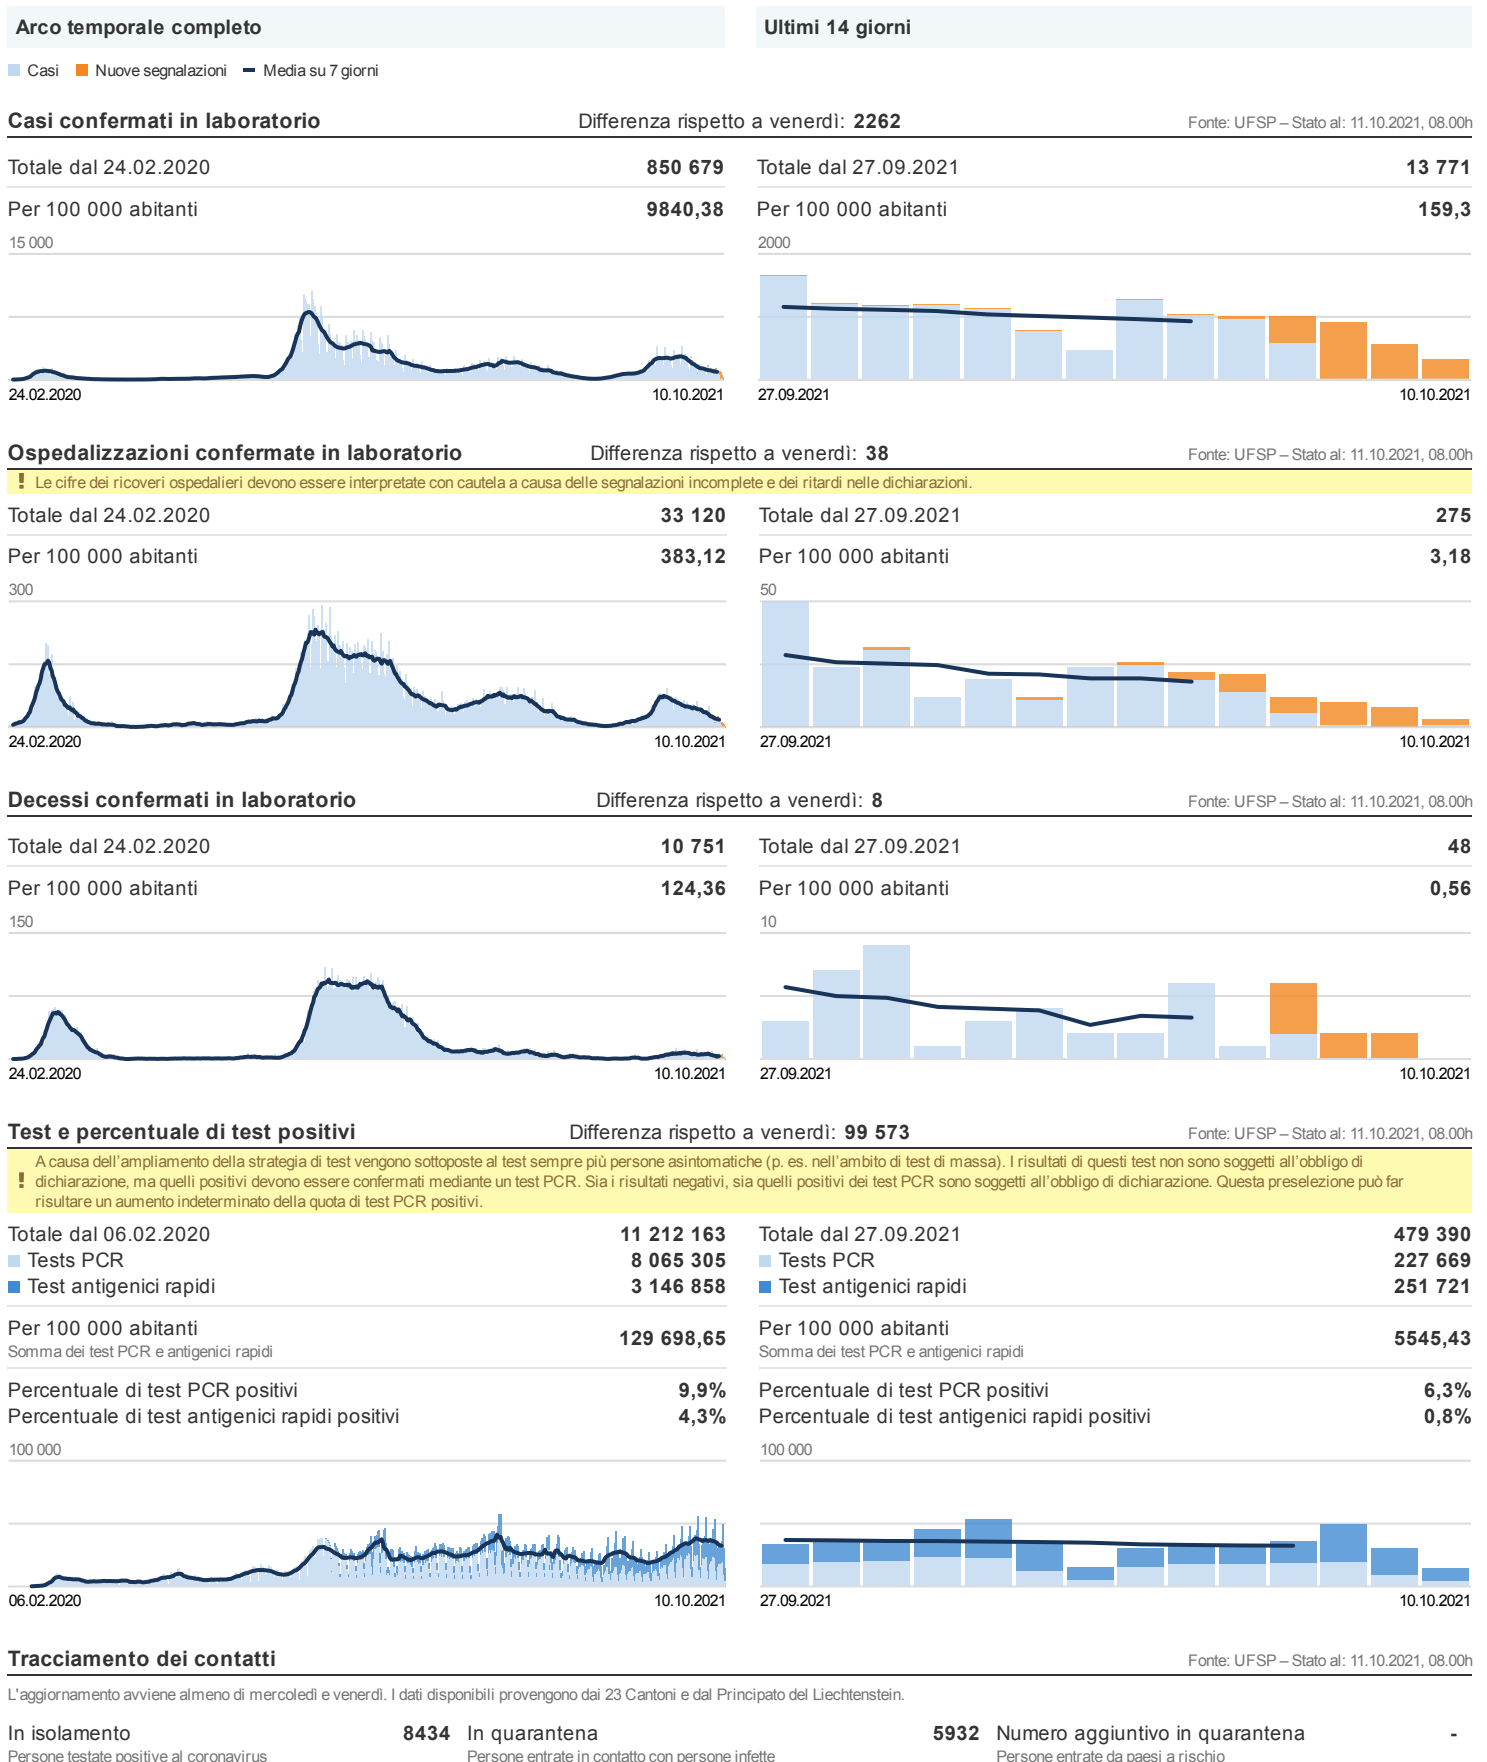 Arco temporale completo
Ultimi 14 giorni
Casi Nuove segnalazioni Media su 7 giorni
Casi confermati in laboratorio Differenza rispetto a venerdì: 2262 Fonte: UFSP – Stato al: 11.10.2021, 08.00h
Totale dal 24.02.2020 850 679
Per 100 000 abitanti 9840,38
15 000
24.02.2020 10.10.2021
Totale dal 27.09.2021 13 771
Per 100 000 abitanti 159,3
2000
27.09.2021 10.10.2021
Ospedalizzazioni confermate in laboratorio Differenza rispetto a venerdì: 38 Fonte: UFSP – Stato al: 11.10.2021, 08.00h
! Le cifre dei ricoveri ospedalieri devono essere interpretate con cautela a causa delle segnalazioni incomplete e dei ritardi nelle dichiarazioni.
Totale dal 24.02.2020 33 120
Per 100 000 abitanti 383,12
300
24.02.2020 10.10.2021
Totale dal 27.09.2021 275
Per 100 000 abitanti 3,18
50
27.09.2021 10.10.2021
Decessi confermati in laboratorio Differenza rispetto a venerdì: 8 Fonte: UFSP – Stato al: 11.10.2021, 08.00h
Totale dal 24.02.2020 10 751
Per 100 000 abitanti 124,36
150
24.02.2020 10.10.2021
Totale dal 27.09.2021 48
Per 100 000 abitanti 0,56
10
27.09.2021 10.10.2021
Test e percentuale di test positivi Differenza rispetto a venerdì: 99 573 Fonte: UFSP – Stato al: 11.10.2021, 08.00h
A causa dell'ampliamento della strategia di test vengono sottoposte al test sempre più persone asintomatiche (p. es. nell'ambito di test di massa). I risultati di questi test non sono soggetti all'obbligo di
! dichiarazione, ma quelli positivi devono essere confermati mediante un test PCR. Sia i risultati negativi, sia quelli positivi dei test PCR sono soggetti all'obbligo di dichiarazione. Questa preselezione può far
risultare un aumento indeterminato della quota di test PCR positivi.
Totale dal 06.02.2020 11 212 163
Tests PCR 8 065 305
Test antigenici rapidi 3 146 858
Per 100 000 abitanti 129 698,65
Somma dei test PCR e antigenici rapidi
Percentuale di test PCR positivi 9,9%
Percentuale di test antigenici rapidi positivi 4,3%
100 000
06.02.2020 10.10.2021
Totale dal 27.09.2021 479 390
Tests PCR 227 669
Test antigenici rapidi 251 721
Per 100 000 abitanti 5545,43
Somma dei test PCR e antigenici rapidi
Percentuale di test PCR positivi 6,3%
Percentuale di test antigenici rapidi positivi 0,8%
100 000
27.09.2021 10.10.2021
Tracciamento dei contatti Fonte: UFSP – Stato al: 11.10.2021, 08.00h
L'aggiornamento avviene almeno di mercoledì e venerdì. I dati disponibili provengono dai 23 Cantoni e dal Principato del Liechtenstein.
In isolamento 8434 In quarantena 5932 Numero aggiuntivo in quarantena -
Persone testate positive al coronavirus Persone entrate in contatto con persone infette Persone entrate da paesi a rischio